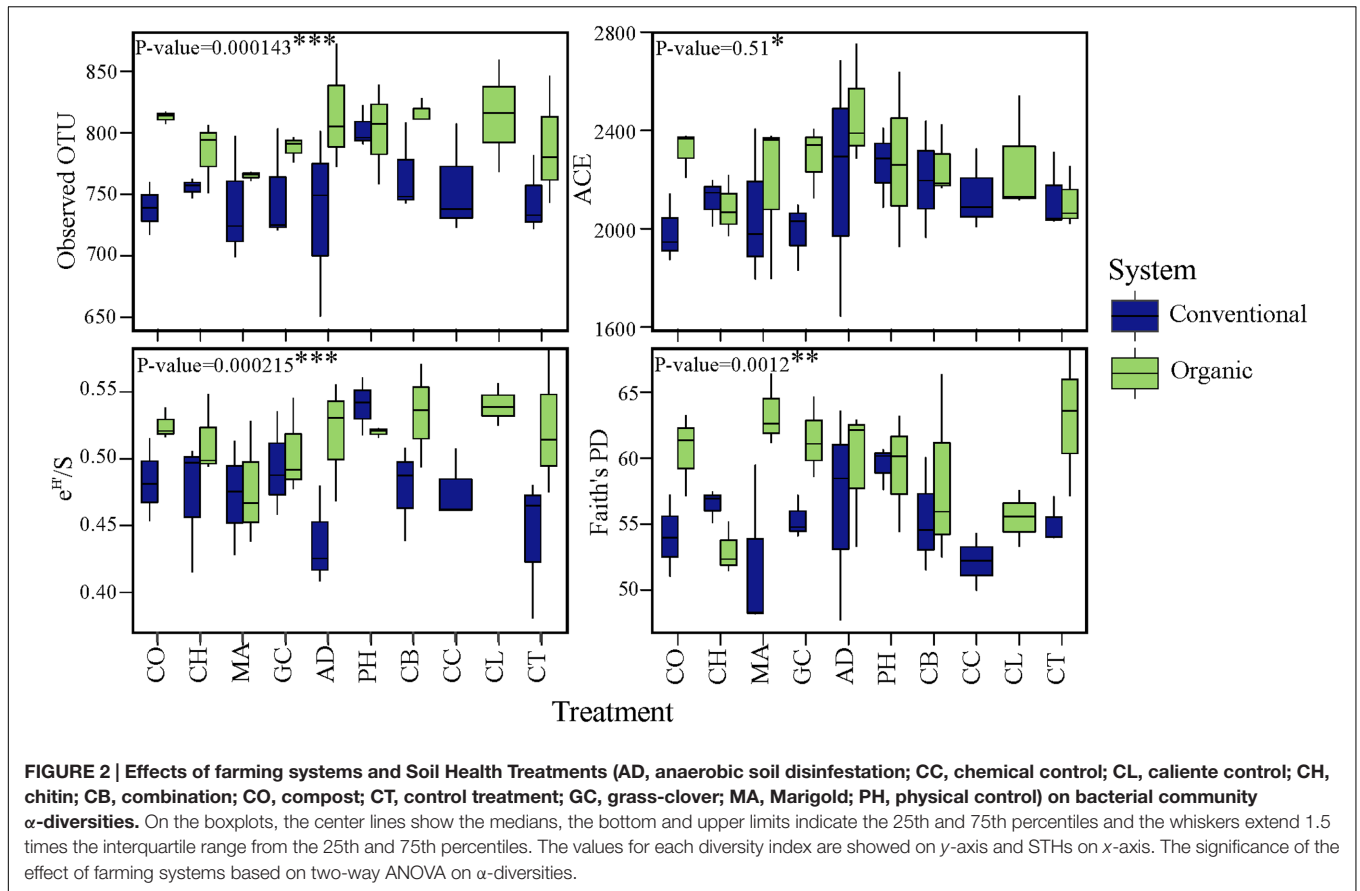 P-value=0.000143***
850
800
750
700
650
Observed OTU
P-value=0.51*
2800
2400
2000
1600
ACE
P-value=0.000215***
0.55
0.50
0.45
0.40
e^H'/S
P-value=0.0012**
65
60
55
50
Faith's PD
CO CH MA GC AD PH CB CC CL CT
CO CH MA GC AD PH CB CC CL CT
Treatment
System
Conventional
Organic
FIGURE 2 | Effects of farming systems and Soil Health Treatments (AD, anaerobic soil disinfestation; CC, chemical control; CL, caliente control; CH,
chitin; CB, combination; CO, compost; CT, control treatment; GC, grass-clover; MA, Marigold; PH, physical control) on bacterial community
α-diversities. On the boxplots, the center lines show the medians, the bottom and upper limits indicate the 25th and 75th percentiles and the whiskers extend 1.5
times the interquartile range from the 25th and 75th percentiles. The values for each diversity index are showed on y-axis and STHs on x-axis. The significance of the
effect of farming systems based on two-way ANOVA on α-diversities.